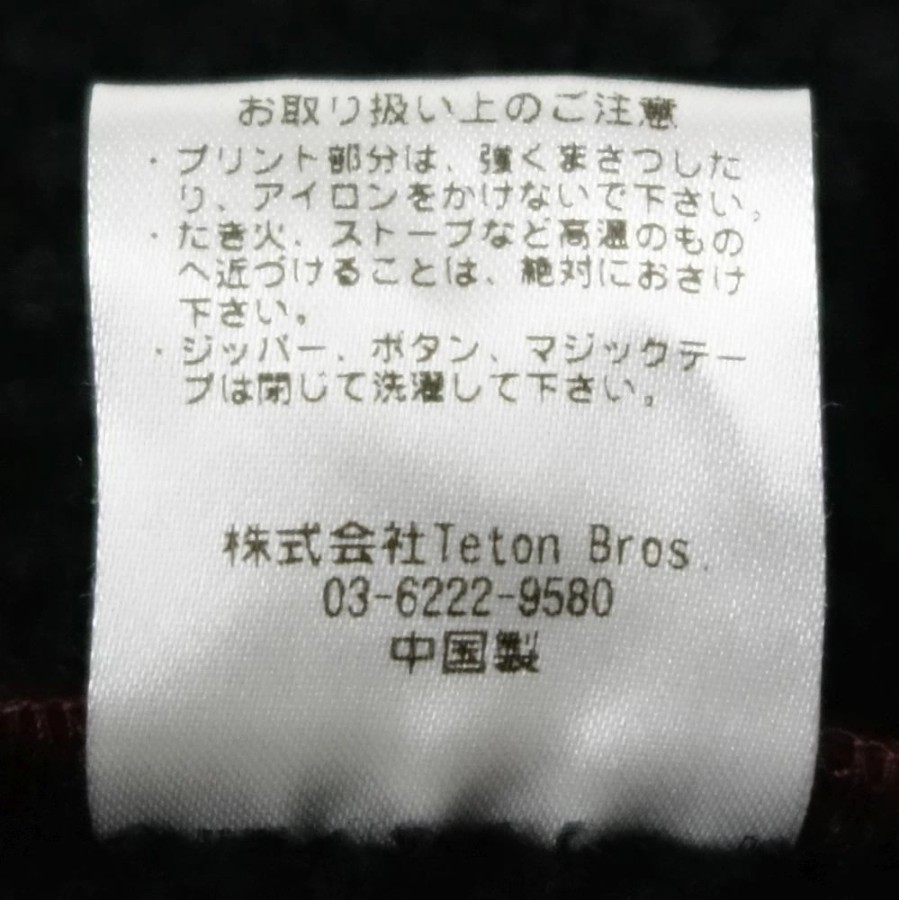 お取り扱い上のご注意
・プリント部分は、強くまさつした
り、アイロンをかけないで下さい。
・たき火、ストーブなど高温のもの
へ近づけることは、絶対におさけ
下さい。
・ジッパー、ボタン、マジックテー
プは閉じて洗濯して下さい。
株式会社Teton Bros.
03-6222-9580
中国製